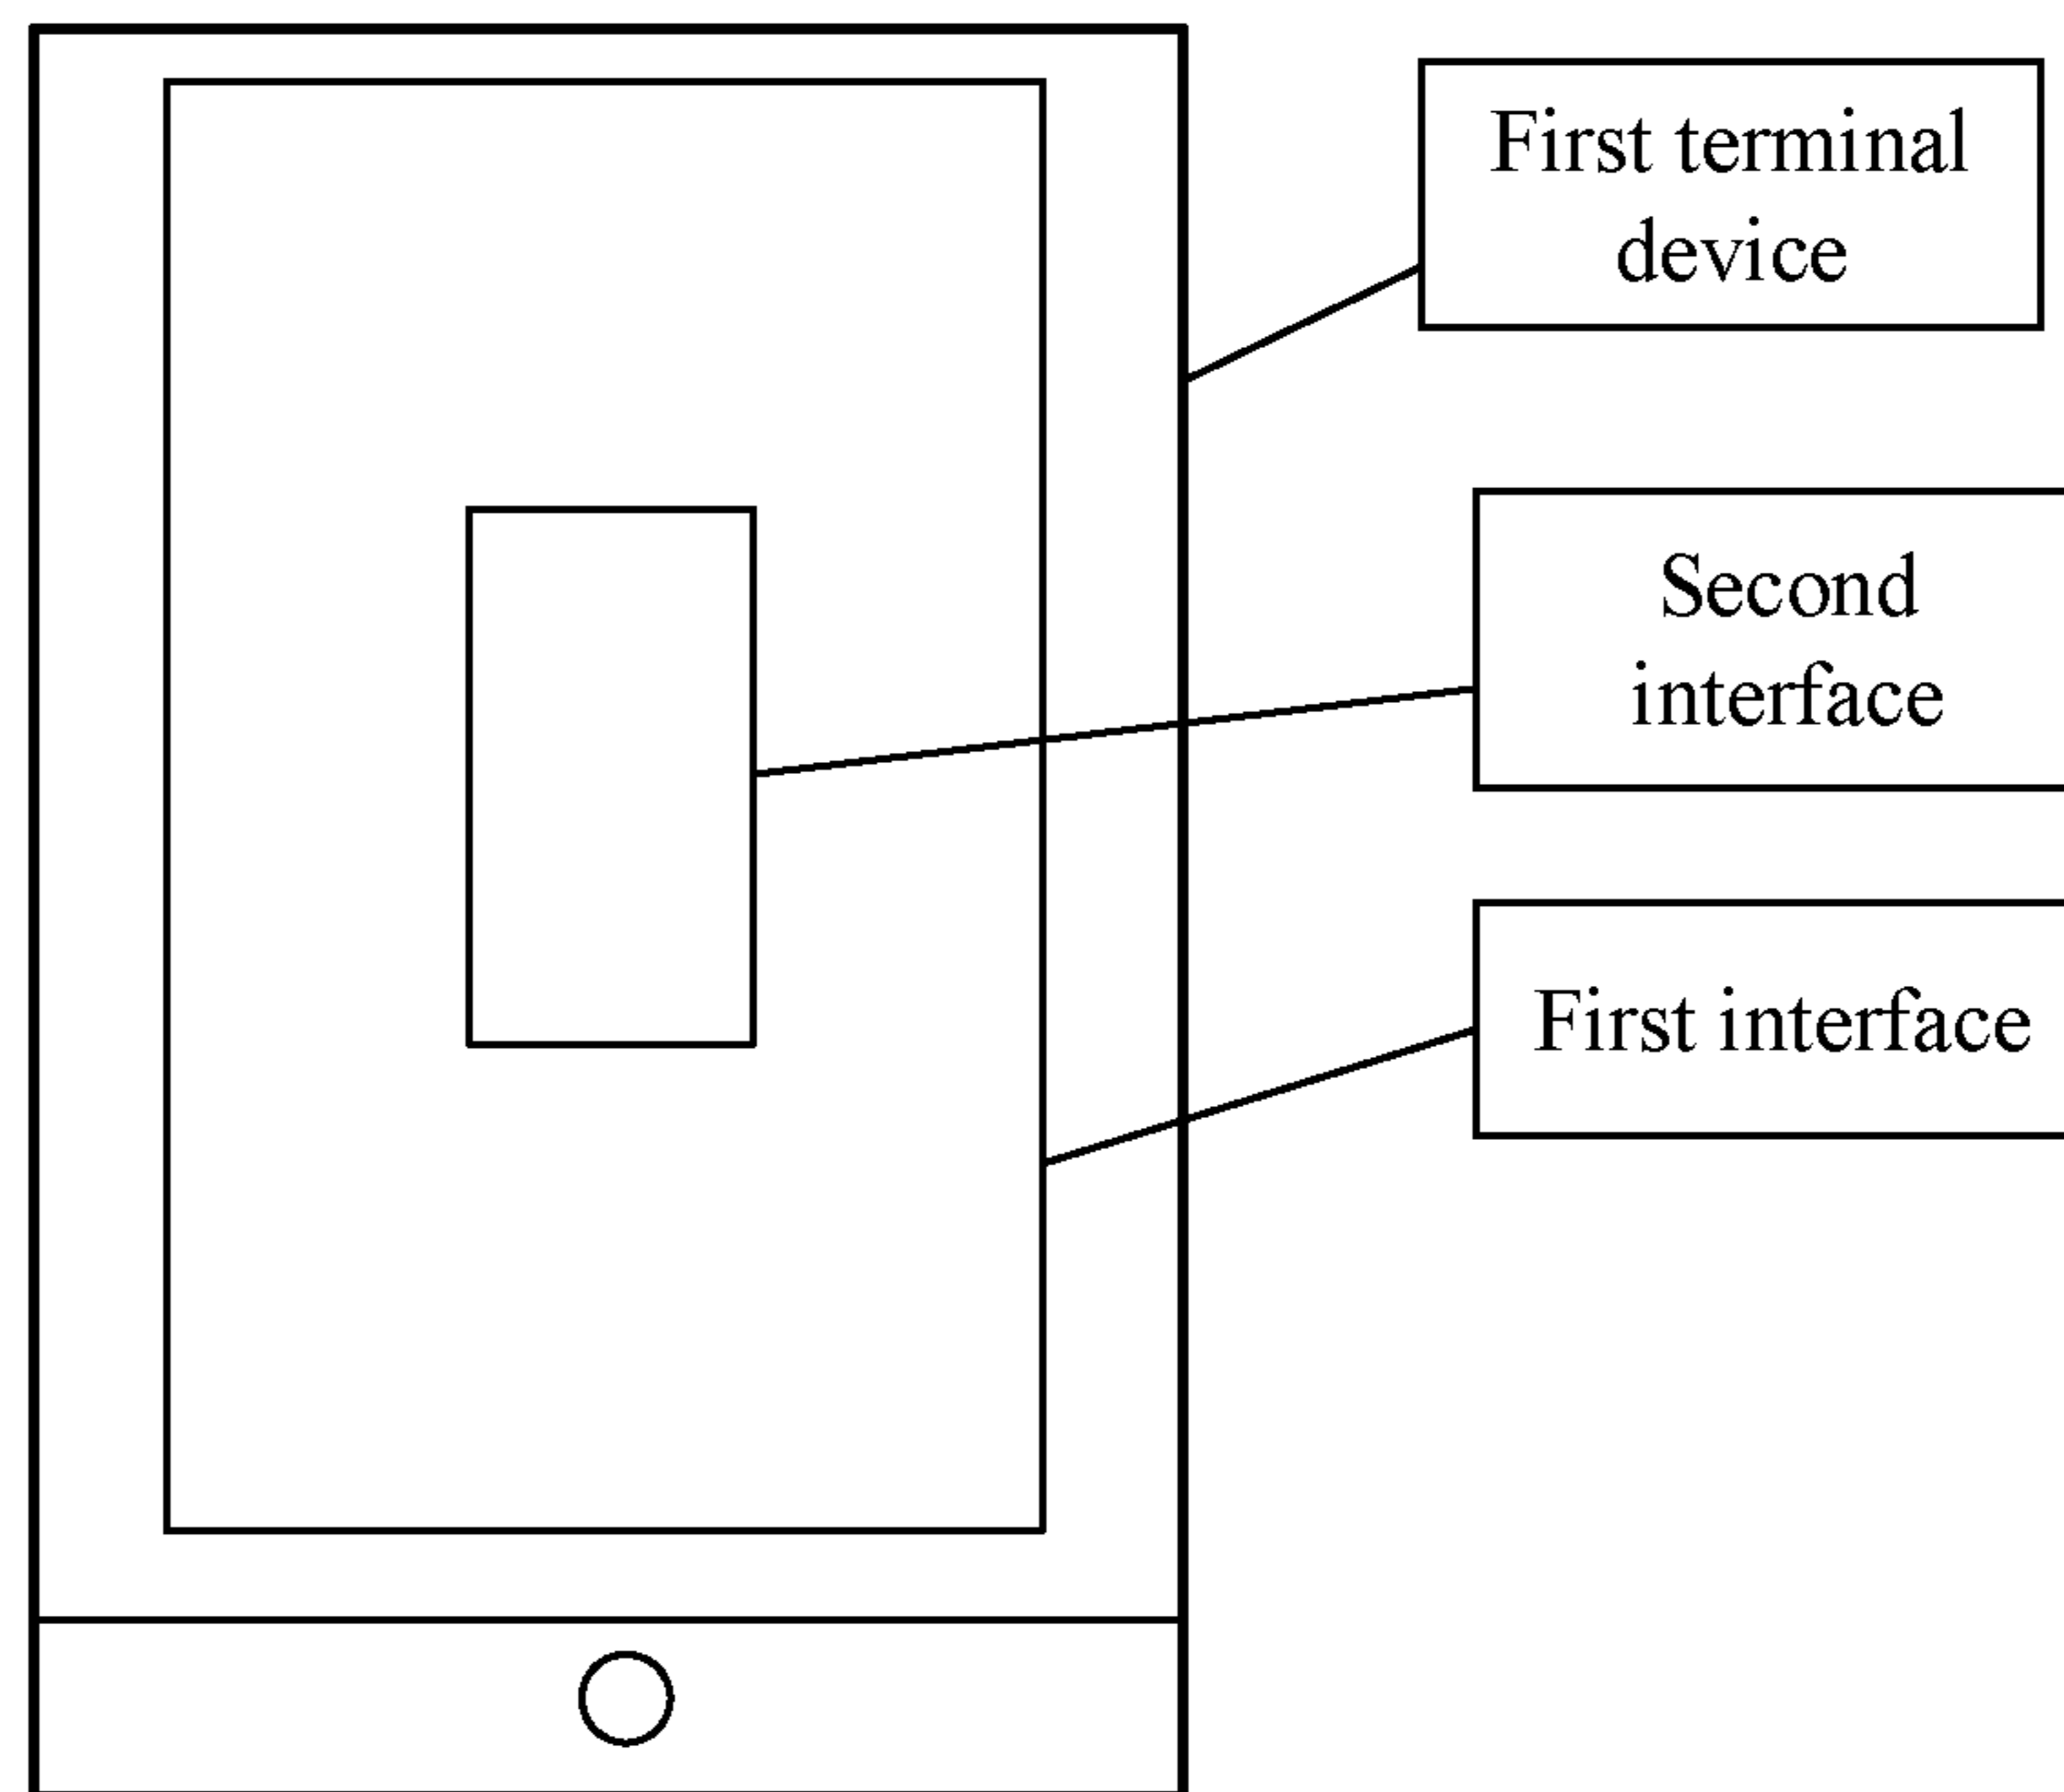 First terminal
device
Second
interface
First interface